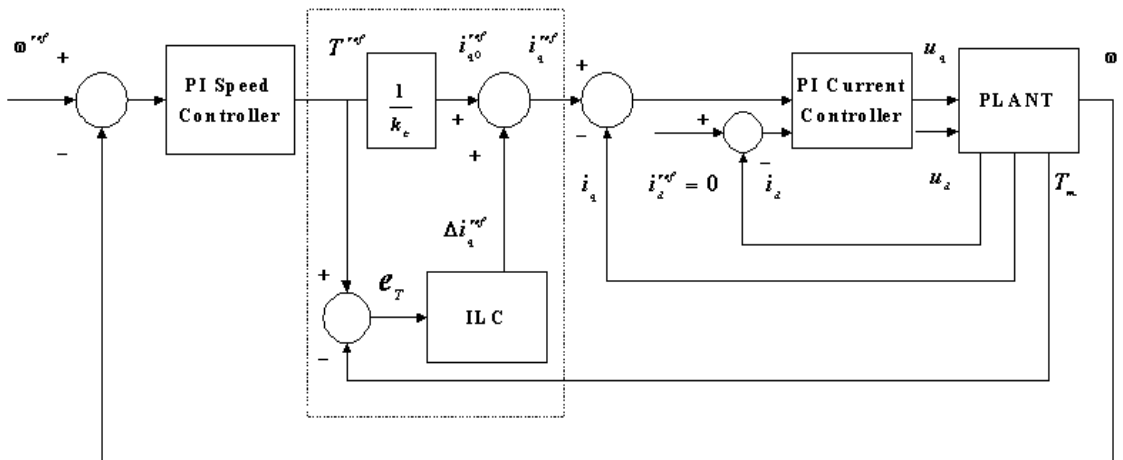 ω^ref
+
−
PI Speed
Controller
T^ref
1
k_t
i_q0^ref
i_q^ref
+
+
Δi_q^ref
+
−
e_T
ILC
+
−
i_q
+
i_d^ref = 0
−
i_d
PI Current
Controller
u_q
u_d
PLANT
T_m
ω